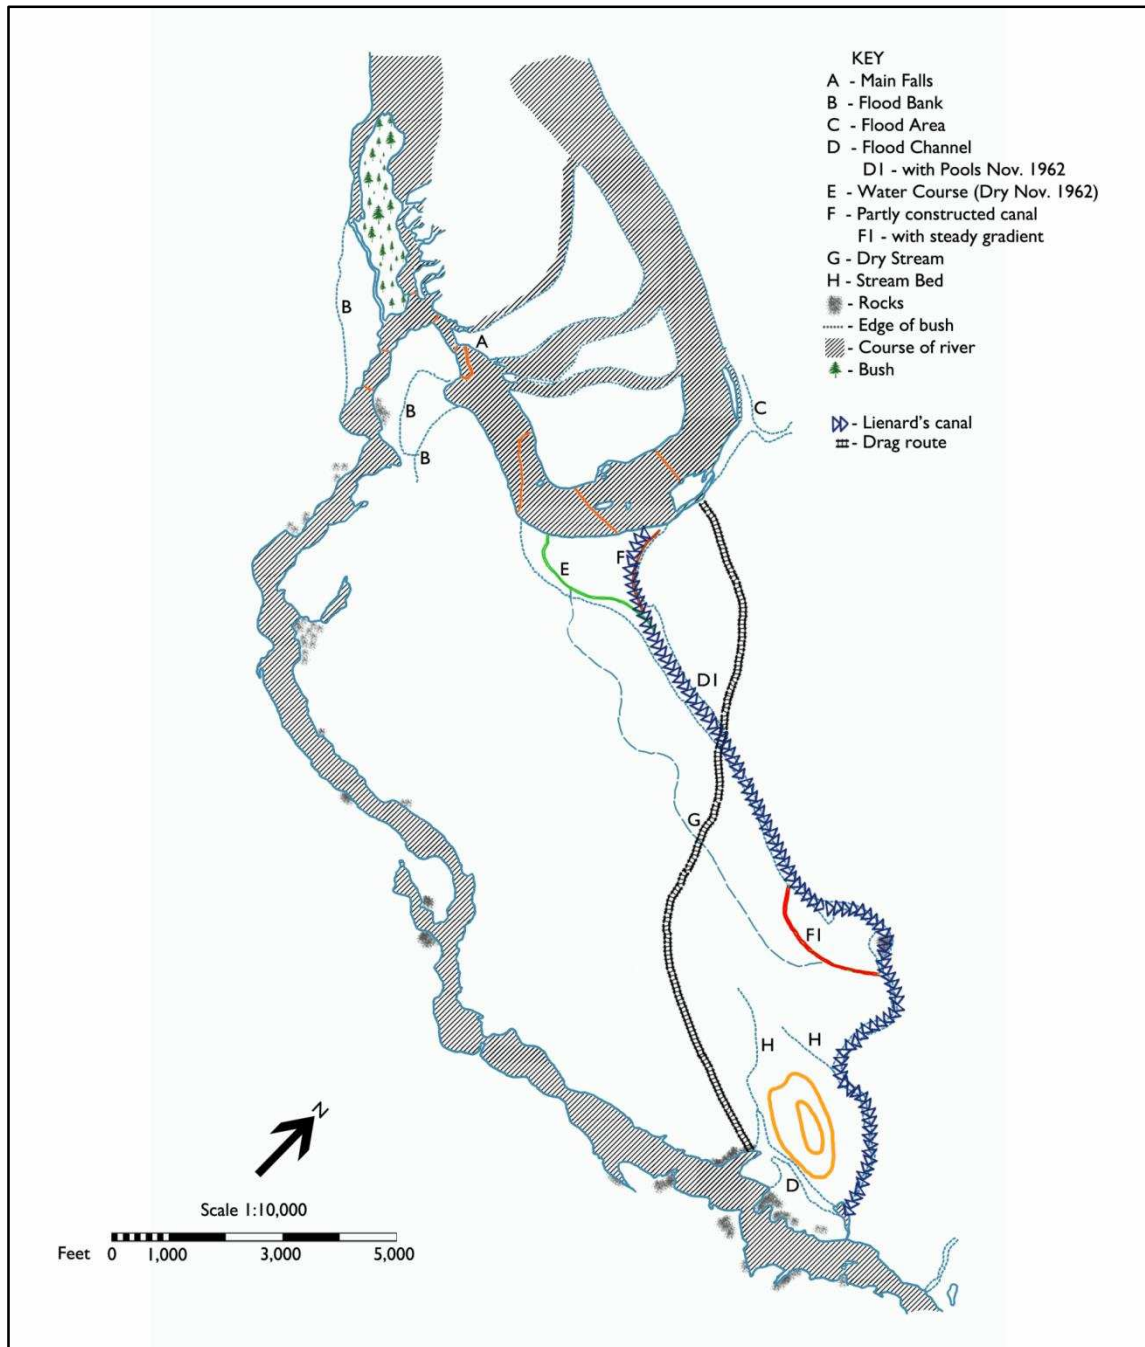 KEY
A - Main Falls
B - Flood Bank
C - Flood Area
D - Flood Channel
D1 - with Pools Nov. 1962
E - Water Course (Dry Nov. 1962)
F - Partly constructed canal
F1 - with steady gradient
G - Dry Stream
H - Stream Bed
- Rocks
- Edge of bush
- Course of river
- Bush
- Lienard's canal
- Drag route
B
A
C
B
B
F
E
D1
G
F1
H
H
D
N
Scale 1:10,000
Feet 0 1,000 3,000 5,000